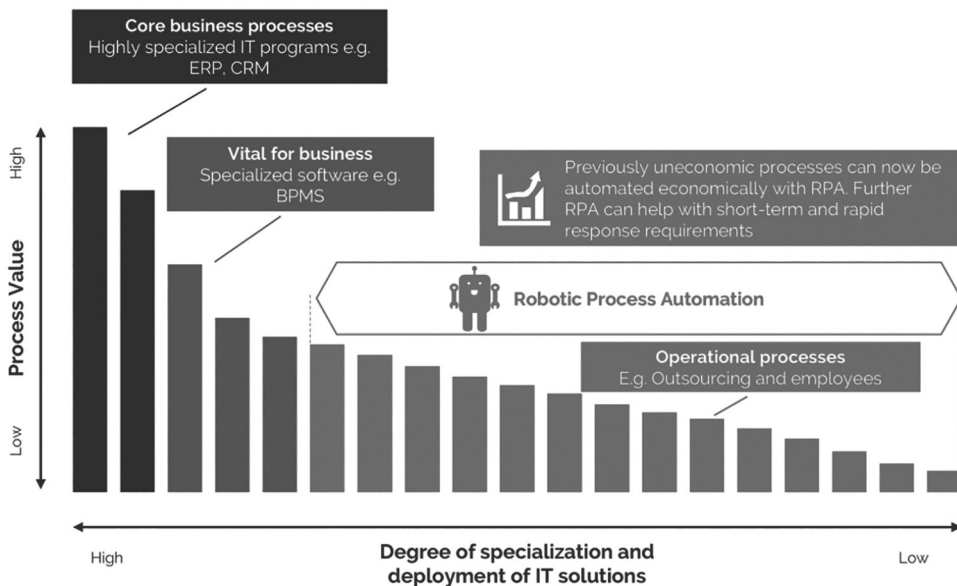 Core business processes
Highly specialized IT programs e.g.
ERP, CRM
Vital for business
Specialized software e.g.
BPMS
Previously uneconomic processes can now be
automated economically with RPA. Further
RPA can help with short-term and rapid
response requirements
Robotic Process Automation
Operational processes
E.g. Outsourcing and employees
High
Process Value
Low
High
Degree of specialization and
deployment of IT solutions
Low